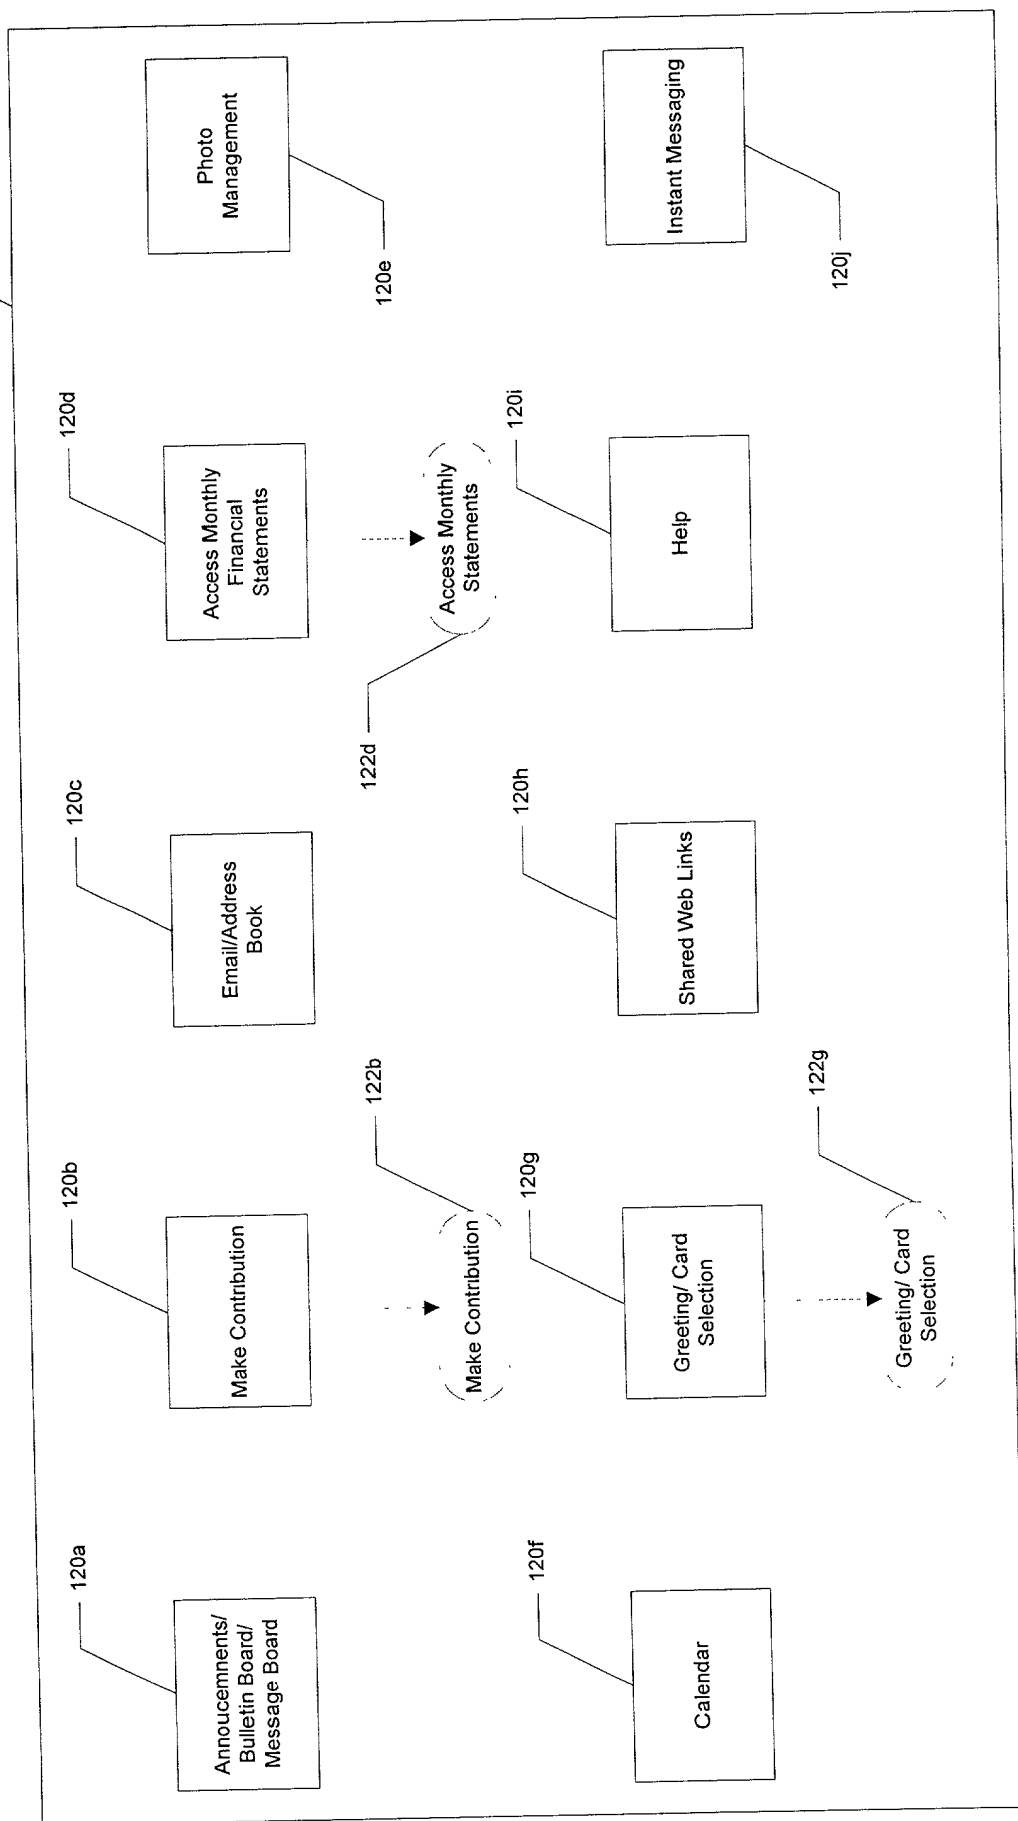 120a
Annoucemnents/
Bulletin Board/
Message Board
120b
Make Contribution
122b
Make Contribution
120c
Email/Address
Book
120d
Access Monthly
Financial
Statements
122d
Access Monthly
Statements
Photo
Management
120e
120f
Calendar
120g
Greeting/ Card
Selection
122g
Greeting/ Card
Selection
120h
Shared Web Links
120i
Help
Instant Messaging
120j